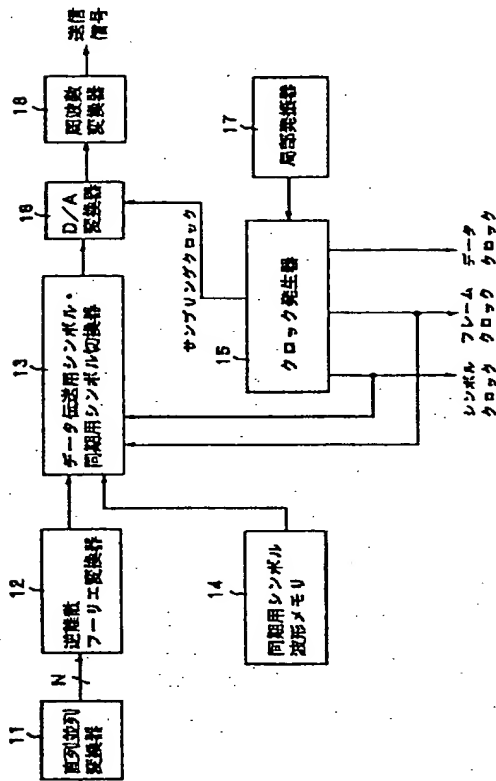 11
直列並列
変換器
N
12
逆離散
フーリエ変換器
13
データ伝送用シンボル・
同期用シンボル切換器
14
同期用シンボル
波形メモリ
16
D/A
変換器
18
周波数
変換器
送信
信号
サンプリングクロック
15
クロック発生器
17
局部発振器
シンボル
クロック
フレーム
クロック
データ
クロック